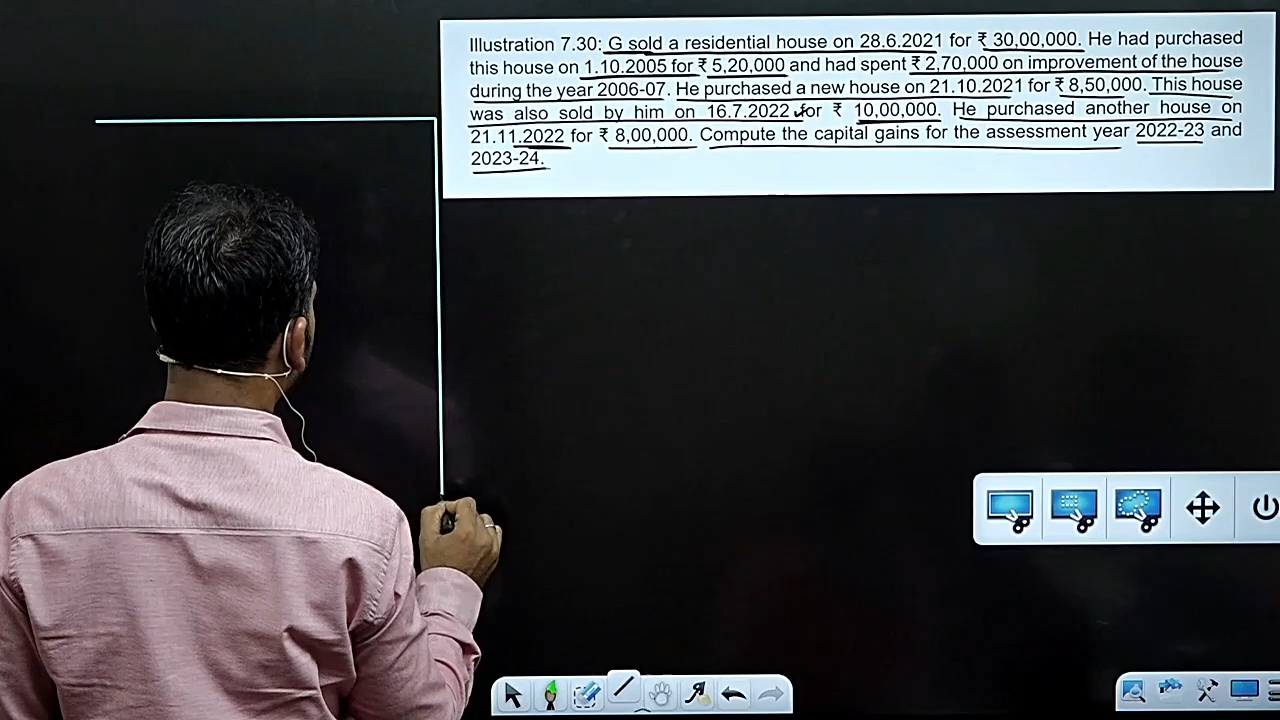 Illustration 7.30: G sold a residential house on 28.6.2021 for ₹ 30,00,000. He had purchased
this house on 1.10.2005 for ₹ 5,20,000 and had spent ₹ 2,70,000 on improvement of the house
during the year 2006-07. He purchased a new house on 21.10.2021 for ₹ 8,50,000. This house
was also sold by him on 16.7.2022 for ₹ 10,00,000. He purchased another house on
21.11.2022 for ₹ 8,00,000. Compute the capital gains for the assessment year 2022-23 and
2023-24.